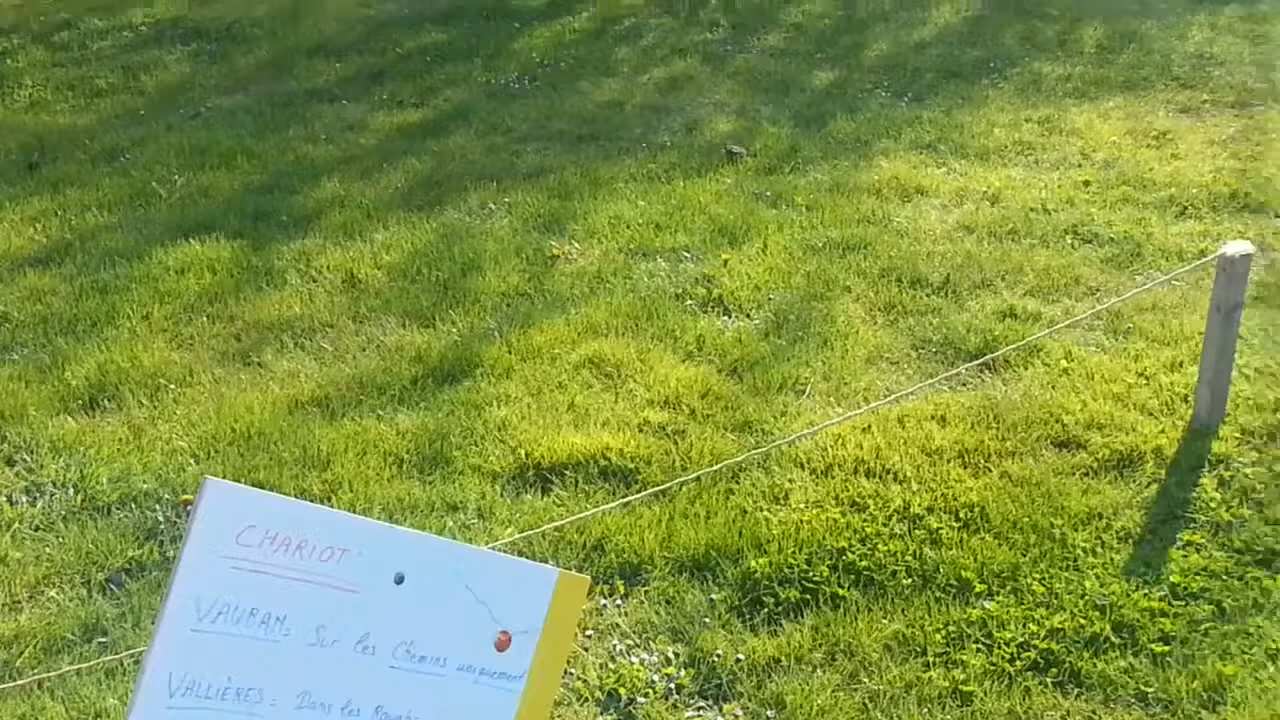 CHARIOT
VAUBAN: Sur les Chemins uniquement
VALLIÈRES: Dans les